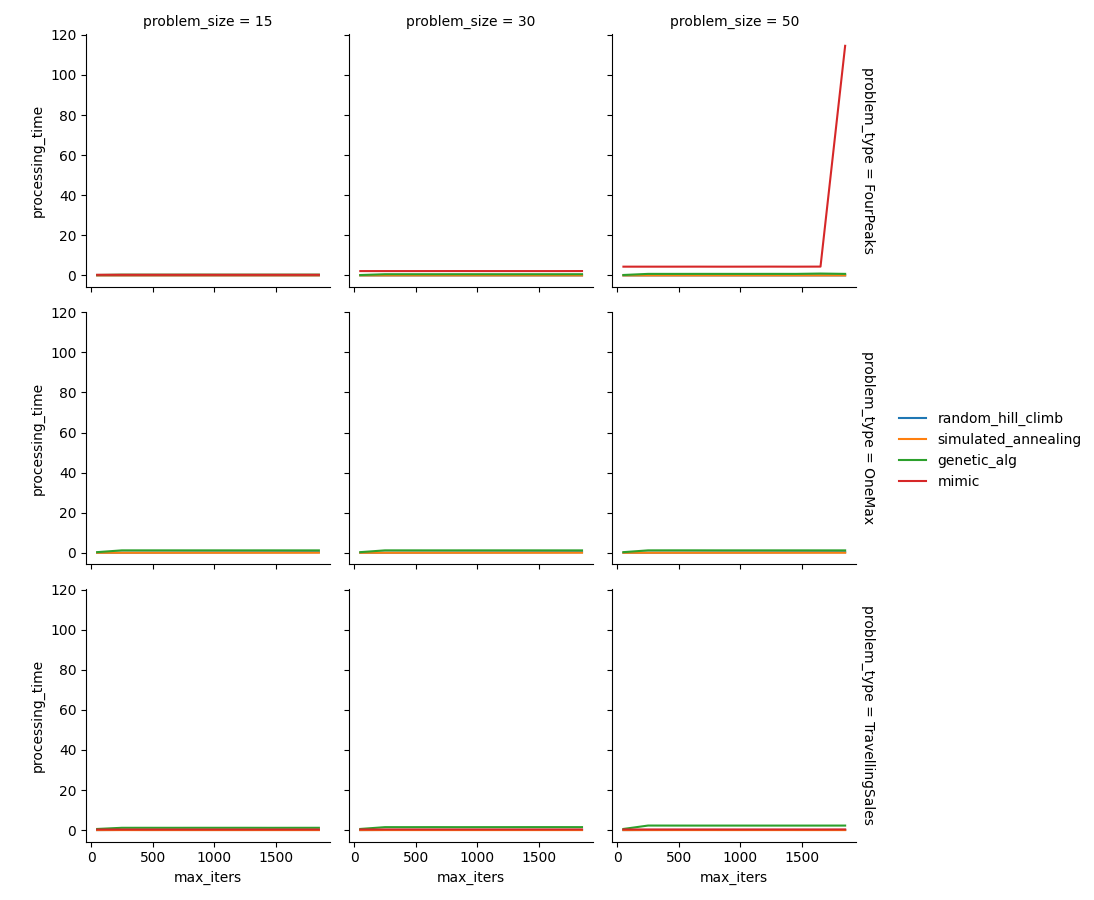 problem_size = 15
problem_size = 30
problem_size = 50
120
100
80
60
40
20
0
processing_time
problem_type = FourPeaks
120
100
80
60
40
20
0
processing_time
problem_type = OneMax
random_hill_climb
simulated_annealing
genetic_alg
mimic
120
100
80
60
40
20
0
processing_time
problem_type = TravellingSales
0 500 1000 1500
0 500 1000 1500
0 500 1000 1500
max_iters
max_iters
max_iters